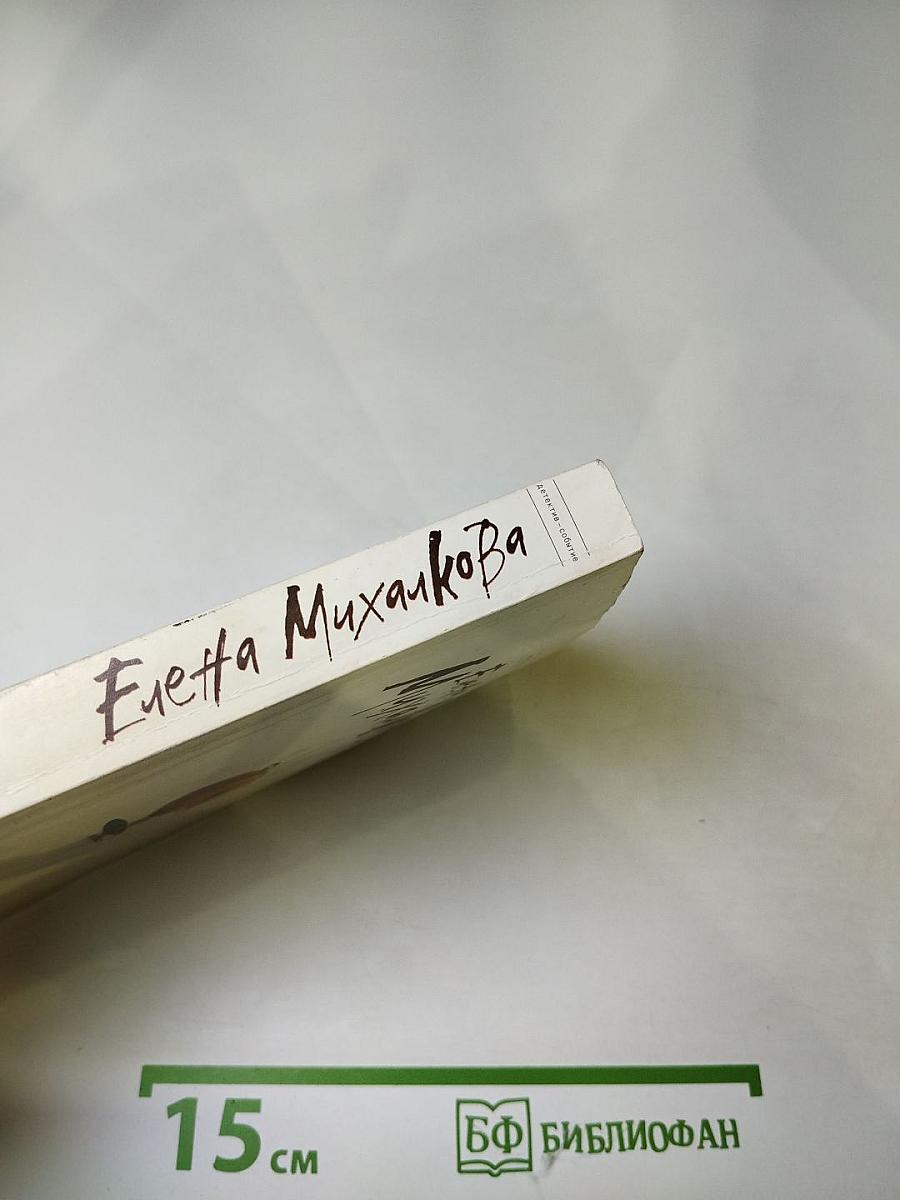 детектив–событие
Елена Михалкова
15 см
БФ БИБЛИОФАН